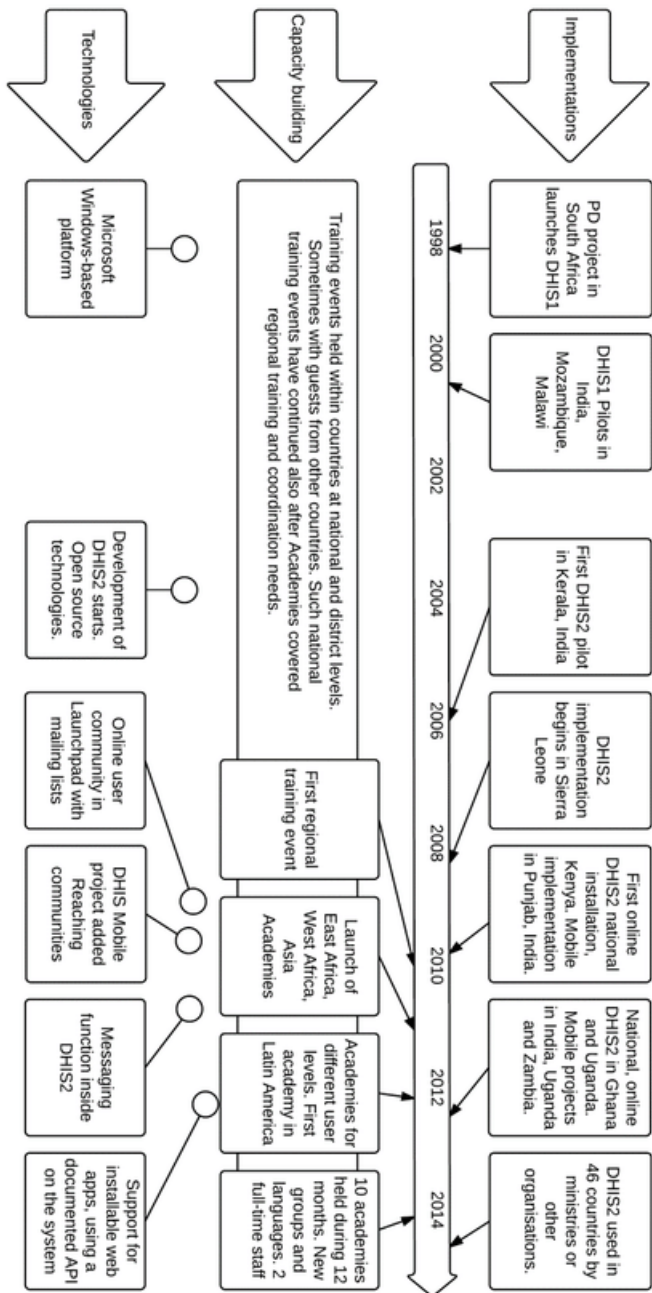 Implementations
PD project in
South Africa
launches DHIS1
DHIS1 Pilots in
India,
Mozambique,
Malawi
First DHIS2 pilot
in Kerala, India
DHIS2
implementation
begins in Sierra
Leone
First online
DHIS2 national
installation,
Kenya. Mobile
implementation
in Punjab, India.
National, online
DHIS2 in Ghana
and Uganda.
Mobile projects
in India, Uganda
and Zambia.
DHIS2 used in
46 countries by
ministries or
other
organisations.
1998
2000
2002
2004
2006
2008
2010
2012
2014
Capacity building
Training events held within countries at national and district levels.
Sometimes with guests from other countries. Such national
training events have continued also after Academies covered
regional training and coordination needs.
First regional
training event
Launch of
East Africa,
West Africa,
Asia
Academies
Academies for
different user
levels. First
academy in
Latin America
10 academies
held during 12
months. New
groups and
languages. 2
full-time staff
Technologies
Microsoft
Windows-based
platform
Development of
DHIS2 starts.
Open source
technologies.
Online user
community in
Launchpad with
mailing lists
DHIS Mobile
project added
Reaching
communities
Messaging
function inside
DHIS2
Support for
installable web
apps, using a
documented API
on the system